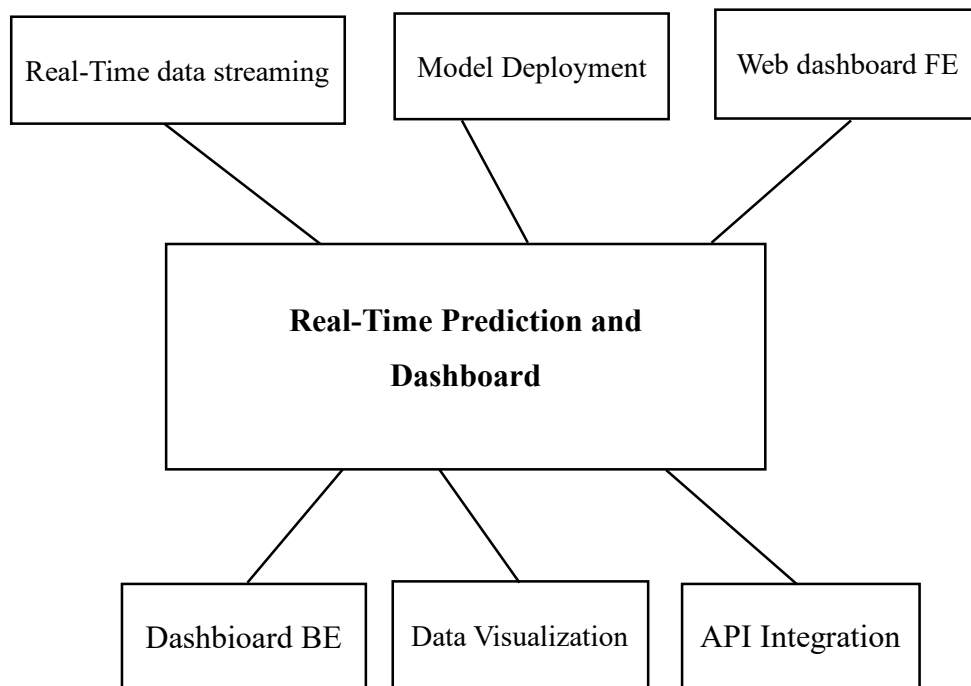 Real-Time data streaming
Model Deployment
Web dashboard FE
Real-Time Prediction and
Dashboard
Dashbioard BE
Data Visualization
API Integration